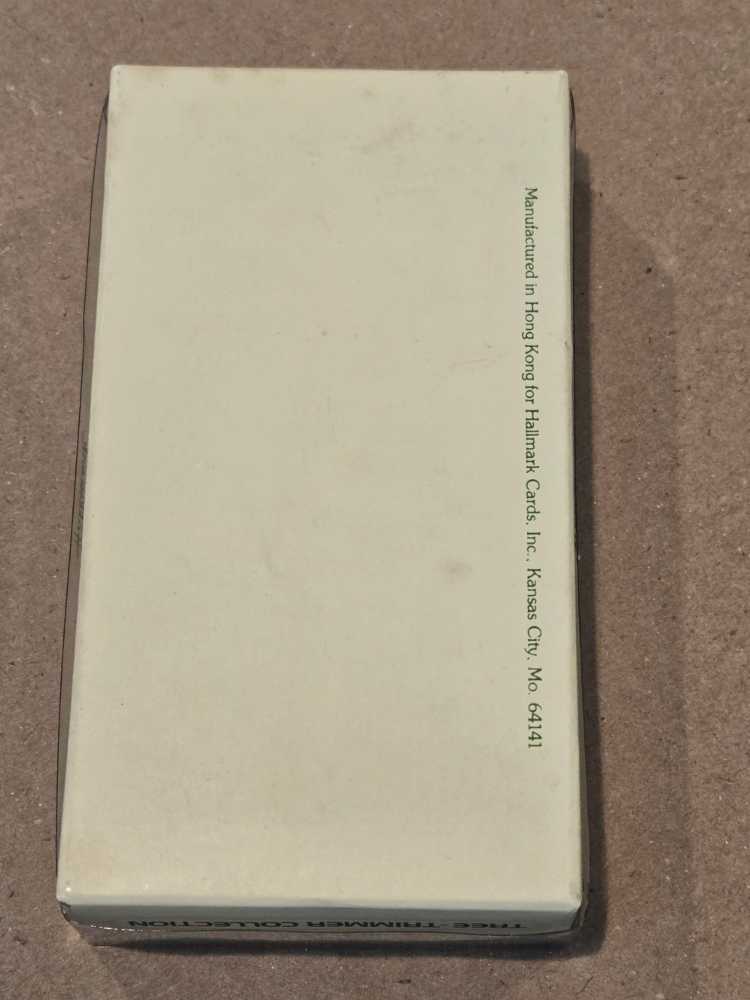 Manufactured in Hong Kong for Hallmark Cards, Inc., Kansas City, Mo. 64141
TREE-TRIMMER COLLECTION